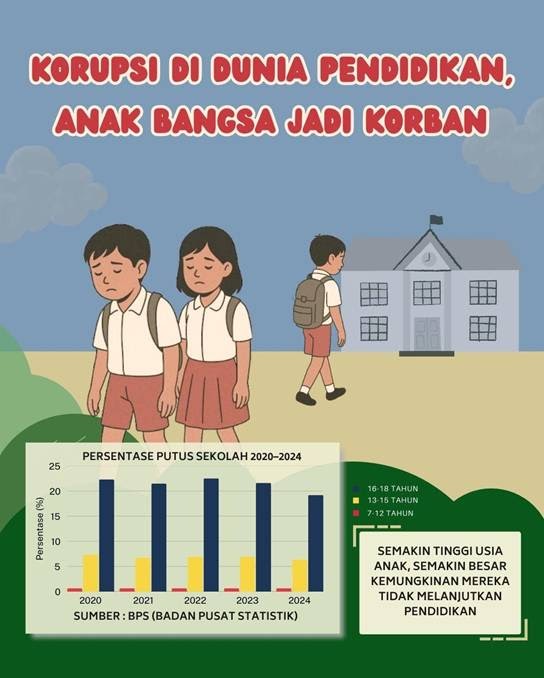 KORUPSI DI DUNIA PENDIDIKAN,
ANAK BANGSA JADI KORBAN
PERSENTASE PUTUS SEKOLAH 2020–2024
Persentase (%)
25
20
15
10
5
0
2020 2021 2022 2023 2024
SUMBER : BPS (BADAN PUSAT STATISTIK)
16-18 TAHUN
13-15 TAHUN
7-12 TAHUN
SEMAKIN TINGGI USIA
ANAK, SEMAKIN BESAR
KEMUNGKINAN MEREKA
TIDAK MELANJUTKAN
PENDIDIKAN